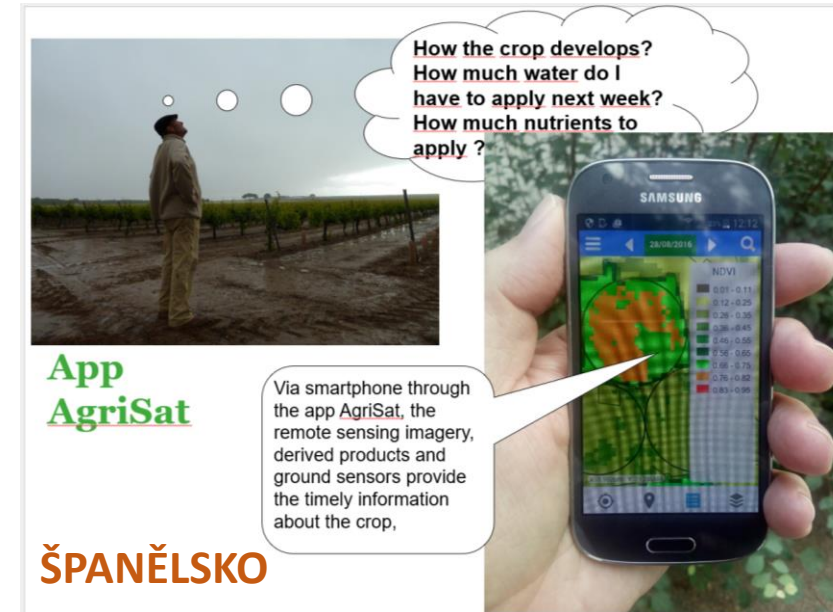 How the crop develops?
How much water do I
have to apply next week?
How much nutrients to
apply ?
SAMSUNG
12:12
28/08/2016
NDVI
0.01 - 0.11
0.12 - 0.25
0.26 - 0.35
0.36 - 0.45
0.46 - 0.55
0.56 - 0.65
0.66 - 0.75
0.76 - 0.82
0.83 - 0.95
App
AgriSat
Via smartphone through
the app AgriSat, the
remote sensing imagery,
derived products and
ground sensors provide
the timely information
about the crop,
ŠPANĚLSKO